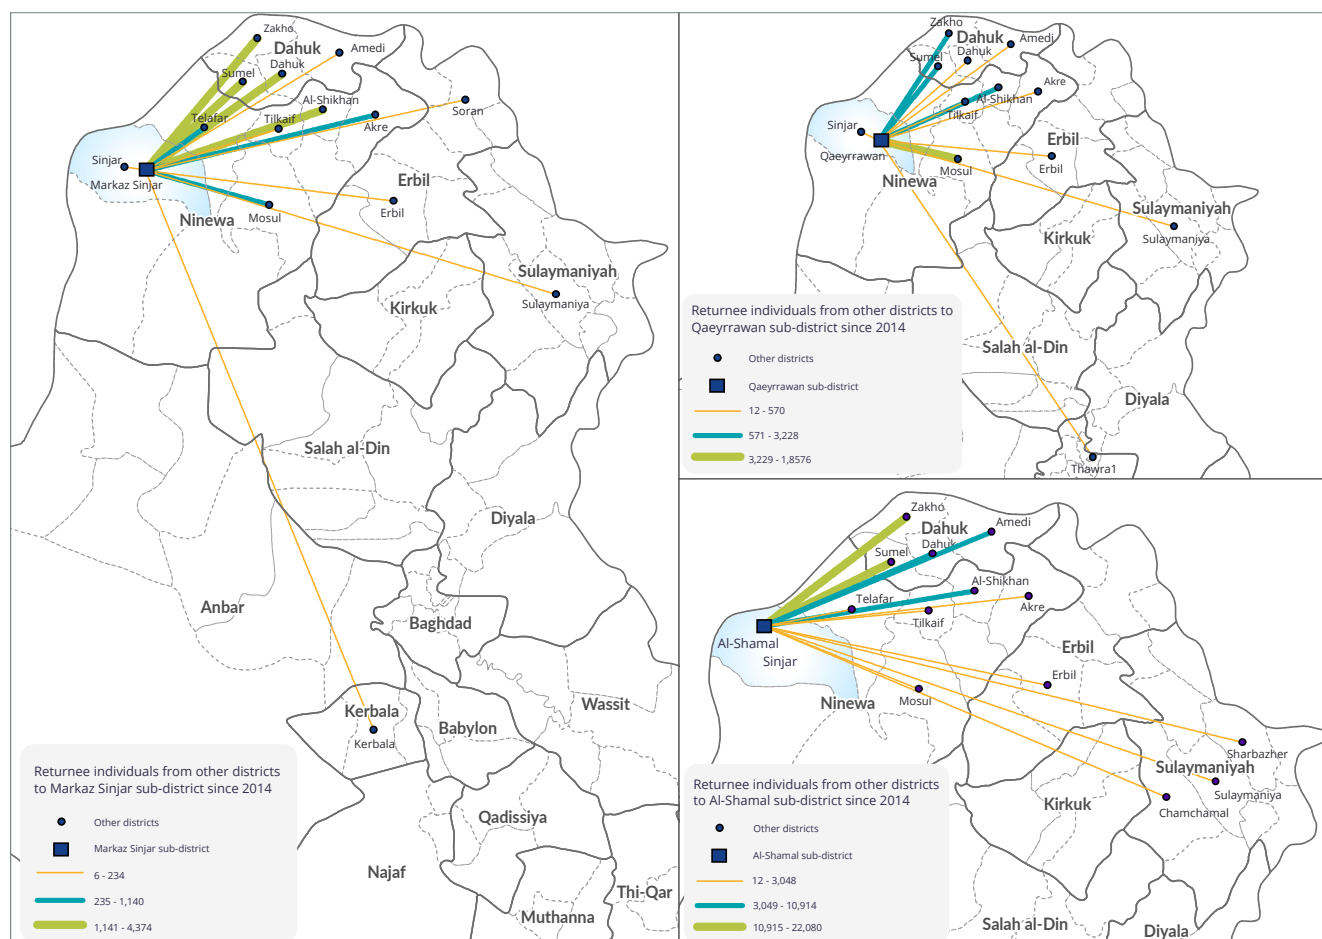 Zakho
Dahuk
Amedi
Dahuk
Sumel
Al-Shikhan
Soran
Telafar
Tilkaif
Akre
Sinjar
Markaz Sinjar
Erbil
Ninewa
Mosul
Erbil
Sulaymaniyah
Sulaymaniya
Kirkuk
Salah al-Din
Diyala
Anbar
Baghdad
Kerbala
Wassit
Kerbala
Babylon
Qadissiya
Najaf
Thi-Qar
Muthanna
Returnee individuals from other districts
to Markaz Sinjar sub-district since 2014
Other districts
Markaz Sinjar sub-district
6 - 234
235 - 1,140
1,141 - 4,374
Zakho
Dahuk
Amedi
Dahuk
Sumel
Akre
Al-Shikhan
Tilkaif
Sinjar
Erbil
Qaeyrrawan
Mosul
Erbil
Ninewa
Sulaymaniyah
Kirkuk
Sulaymaniya
Salah al-Din
Diyala
Thawra1
Returnee individuals from other districts to
Qaeyrrawan sub-district since 2014
Other districts
Qaeyrrawan sub-district
12 - 570
571 - 3,228
3,229 - 1,8576
Zakho
Dahuk
Amedi
Dahuk
Sumel
Al-Shikhan
Telafar
Akre
Tilkaif
Al-Shamal
Sinjar
Erbil
Erbil
Ninewa
Mosul
Sharbazher
Sulaymaniyah
Sulaymaniya
Kirkuk
Chamchamal
Salah al-Din
Diyala
Returnee individuals from other districts
to Al-Shamal sub-district since 2014
Other districts
Al-Shamal sub-district
12 - 3,048
3,049 - 10,914
10,915 - 22,080